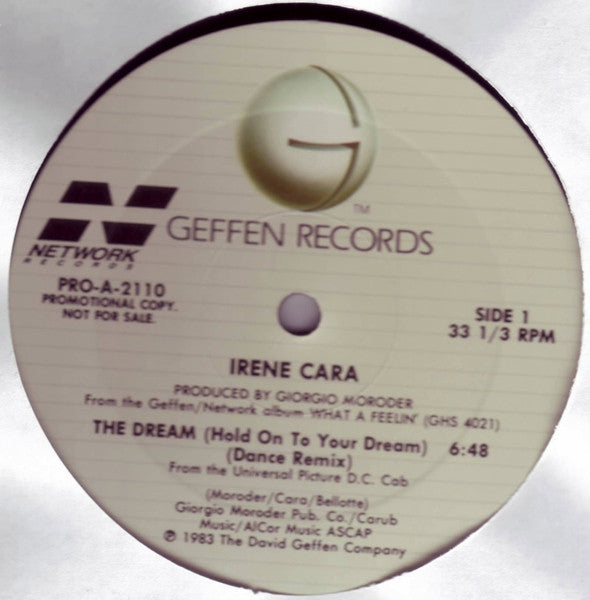 G
TM
GEFFEN RECORDS
N
NETWORK
RECORDS
PRO-A-2110
PROMOTIONAL COPY.
NOT FOR SALE.
SIDE 1
33 1/3 RPM
IRENE CARA
PRODUCED BY GIORGIO MORODER
From the Geffen/Network album WHAT A FEELIN' (GHS 4021)
THE DREAM (Hold On To Your Dream) 6:48
(Dance Remix)
From the Universal Picture D.C. Cab
(Moroder/Cara/Bellotte)
Giorgio Moroder Pub. Co./Carub
Music/AlCor Music ASCAP
℗ 1983 The David Geffen Company